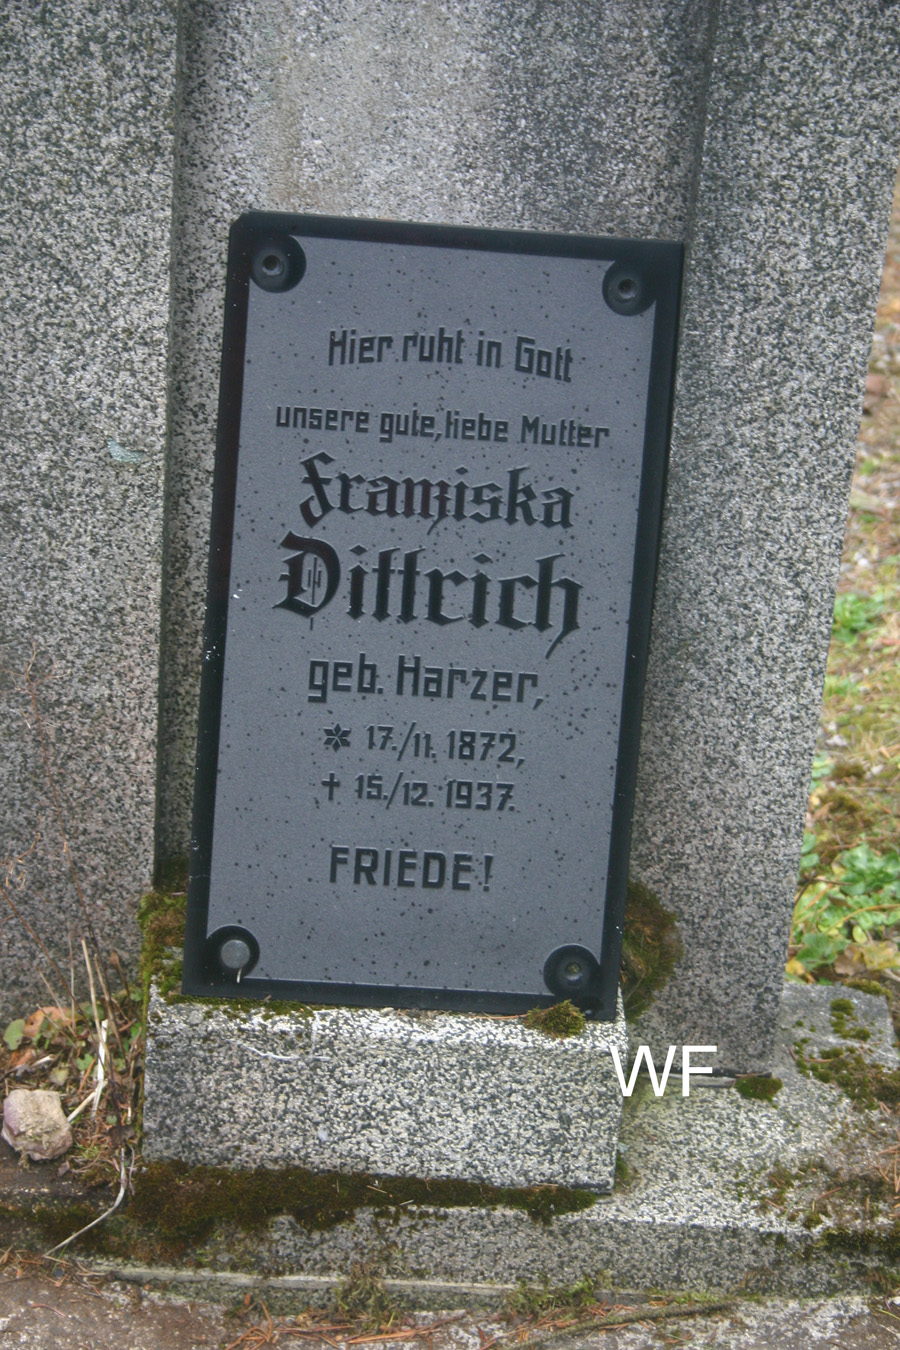 Hier ruht in Gott
unsere gute, liebe Mutter
Franziska
Dittrich
geb. Harzer,
* 17./11. 1872,
† 15./12. 1937.
FRIEDE!
WF